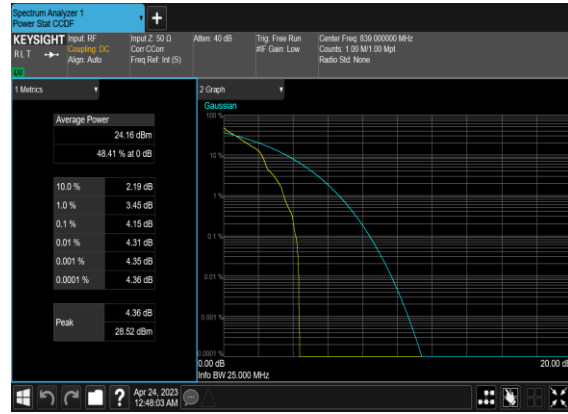 Spectrum Analyzer 1
Power Stat CCDF
+
KEYSIGHT Input: RF Input Z: 50 Ω Atten: 40 dB Trig: Free Run Center Freq: 839.000000 MHz
RLT Coupling: DC Corr CCorr #IF Gain: Low Counts: 1.00 M/1.00 Mpt
Align: Auto Freq Ref: Int (S) Radio Std: None
1 Metrics
2 Graph
Average Power
24.16 dBm
48.41 % at 0 dB
10.0 % 2.19 dB
1.0 % 3.45 dB
0.1 % 4.15 dB
0.01 % 4.31 dB
0.001 % 4.35 dB
0.0001 % 4.36 dB
Peak 4.36 dB
28.52 dBm
Gaussian
100 %
10 %
1 %
0.1 %
0.01 %
0.001 %
0.0001 %
0.00 dB 20.00 dB
Info BW 25.000 MHz
? Apr 24, 2023
12:48:03 AM